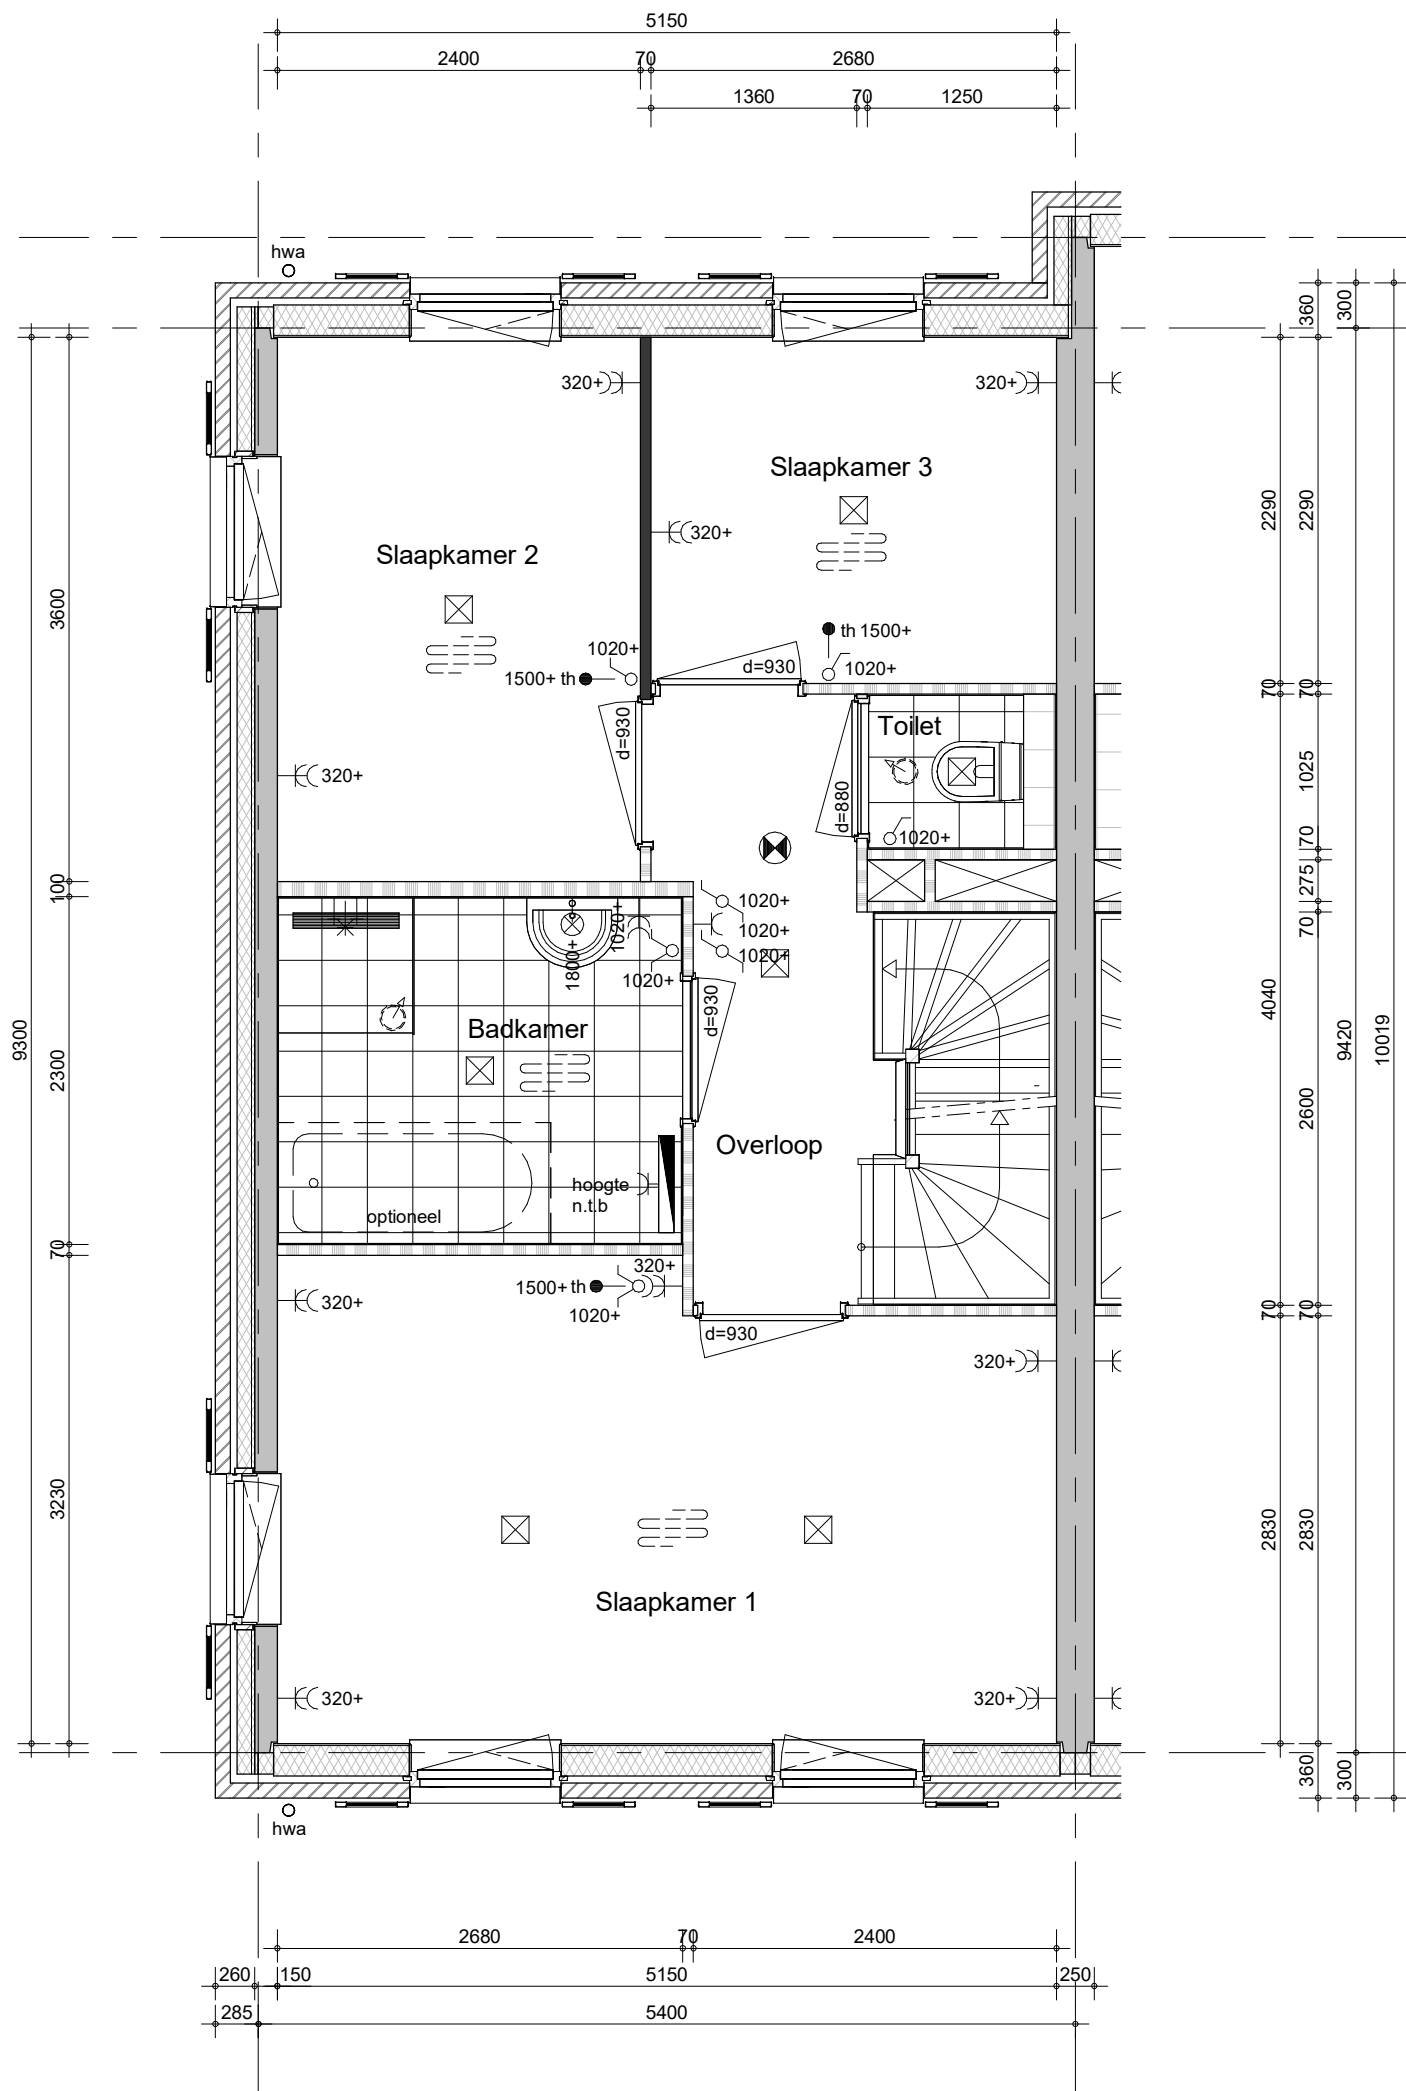 5150
2400 70 2680
1360 70 1250
hwa
360 300
320+ 320+
Slaapkamer 3
2290 2290
320+
Slaapkamer 2
3600
1020+ th 1500+
1500+ th d=930 1020+
70 70
d=930 Toilet
320+ 1025
d=880 1020+
70
100 275
1020+
1020+ 1020+ 70
1800+ 1020+ 1020+
d=930
4040
Badkamer
9300 2300 9420 10019
2600
Overloop
hoogte
n.t.b
optioneel
70
320+
1500+ th
320+ 1020+ 70 70
d=930
320+
3230 2830 2830
Slaapkamer 1
320+ 320+
360 300
hwa
2680 70 2400
260 150 5150 250
285 5400